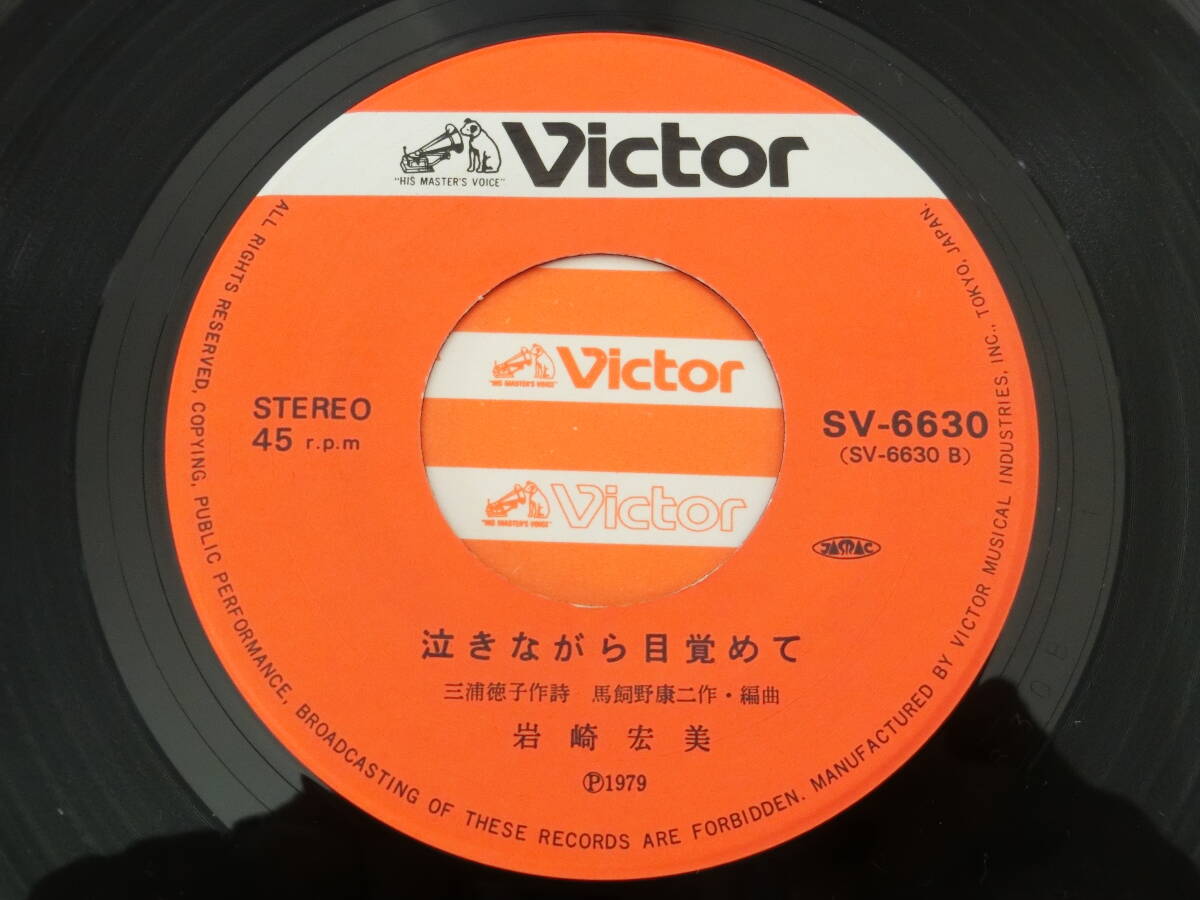 Victor
"HIS MASTER'S VOICE"
Victor
"HIS MASTER'S VOICE"
Victor
"HIS MASTER'S VOICE"
STEREO
45 r.p.m
SV-6630
(SV-6630 B)
JASRAC
泣きながら目覚めて
三浦徳子作詩 馬飼野康二作・編曲
岩崎宏美
Ⓟ1979
ALL RIGHTS RESERVED, COPYING, PUBLIC PERFORMANCE, BROADCASTING OF THESE RECORDS ARE FORBIDDEN. MANUFACTURED BY VICTOR MUSICAL INDUSTRIES, INC., TOKYO, JAPAN.